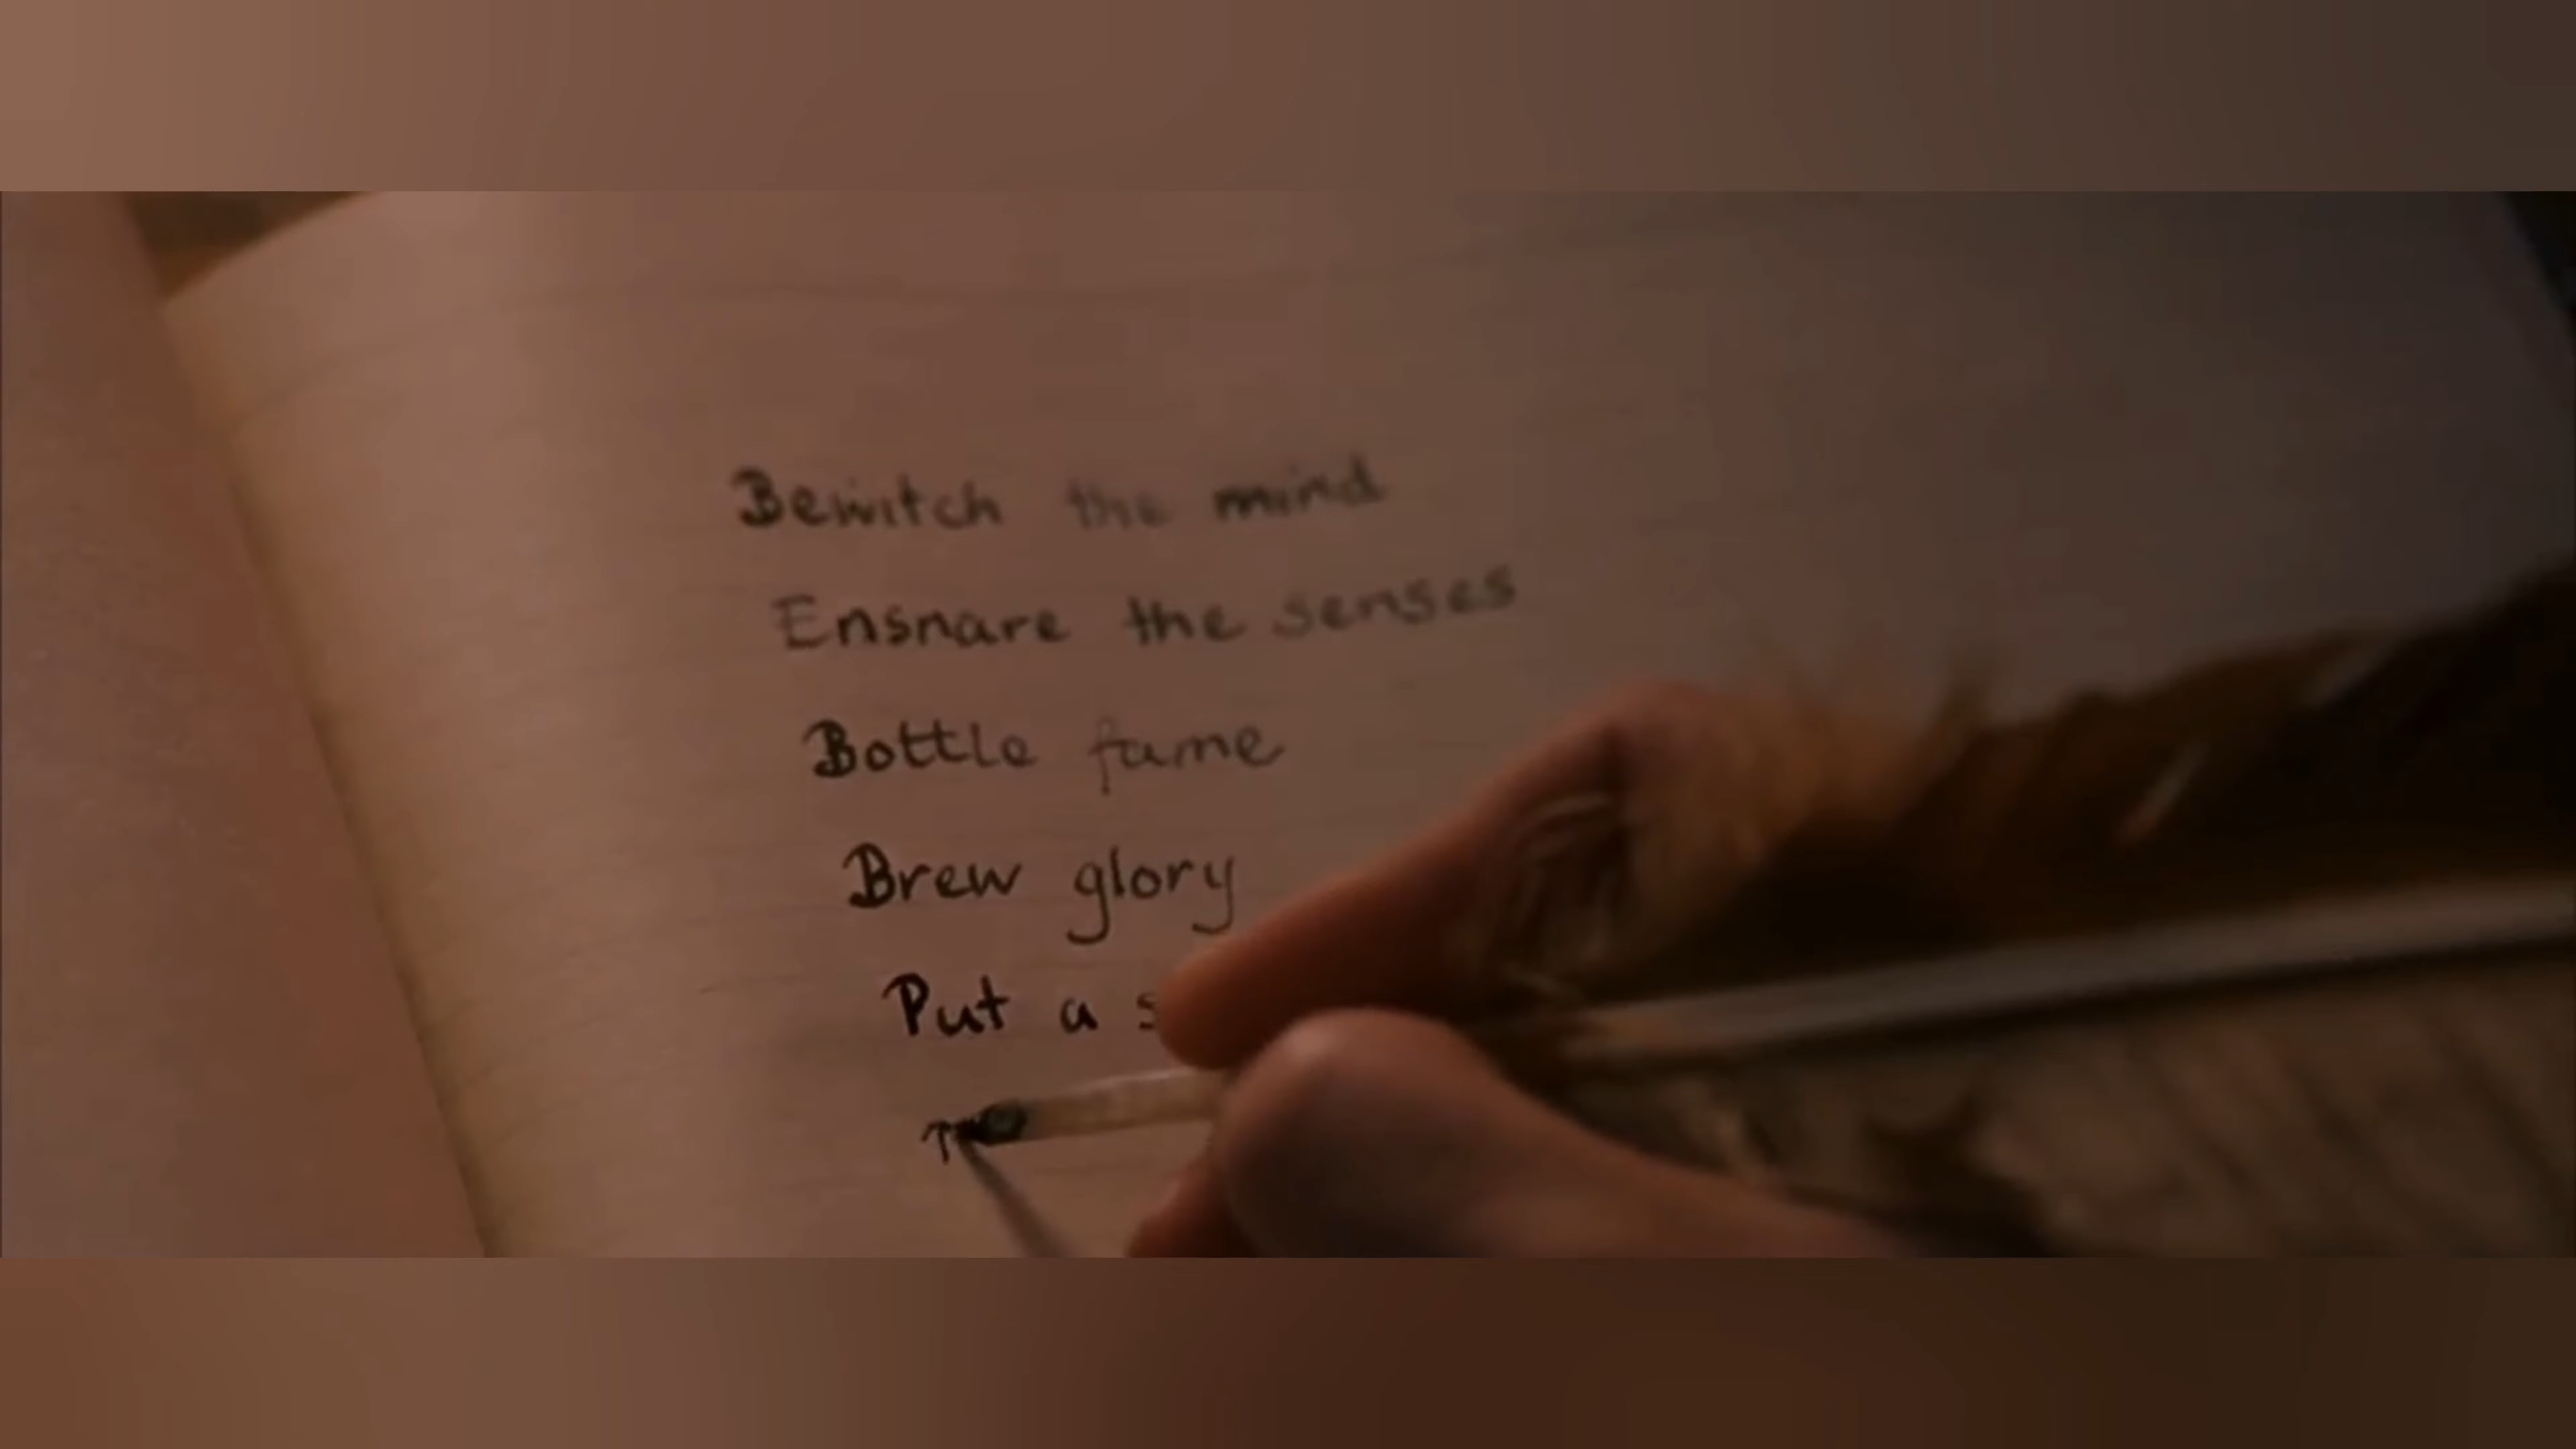 Bewitch the mind
Ensnare the senses
Bottle fame
Brew glory
Put a